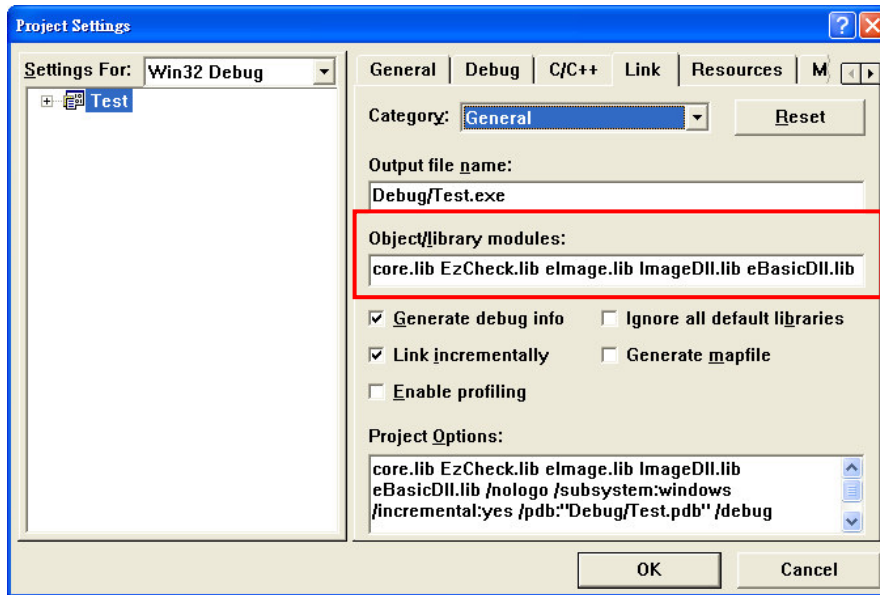 Project Settings
Settings For: Win32 Debug
Test
General Debug C/C++ Link Resources M
Category: General Reset
Output file name:
Debug/Test.exe
Object/library modules:
core.lib EzCheck.lib eImage.lib ImageDll.lib eBasicDll.lib
Generate debug info Ignore all default libraries
Link incrementally Generate mapfile
Enable profiling
Project Options:
core.lib EzCheck.lib eImage.lib ImageDll.lib
eBasicDll.lib /nologo /subsystem:windows
/incremental:yes /pdb:"Debug/Test.pdb" /debug
OK Cancel